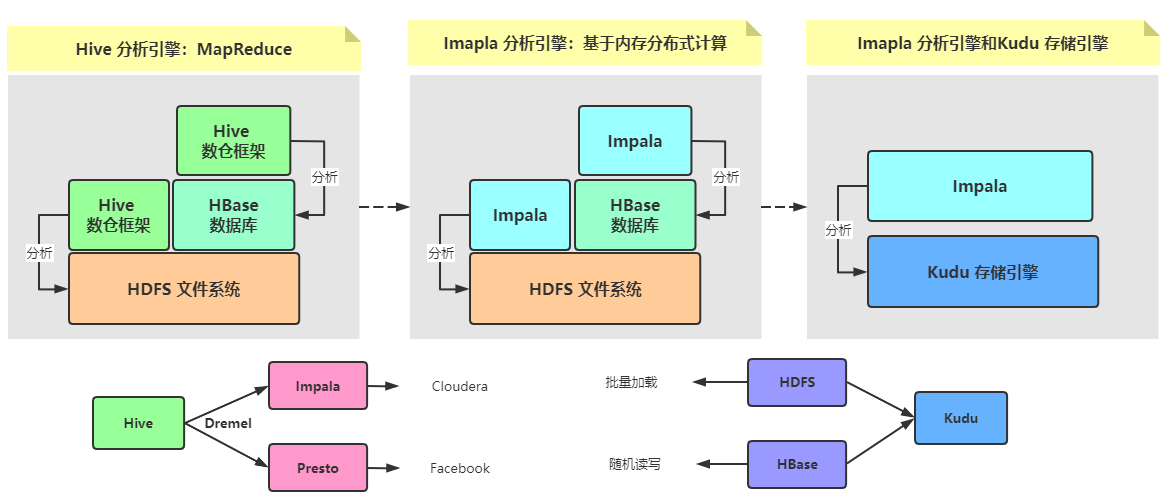 Hive 分析引擎：MapReduce
Imapla 分析引擎：基于内存分布式计算
Imapla 分析引擎和Kudu 存储引擎
Hive
数仓框架
分析
Hive
数仓框架
HBase
数据库
分析
HDFS 文件系统
Impala
分析
Impala
HBase
数据库
分析
HDFS 文件系统
Impala
分析
Kudu 存储引擎
Hive
Dremel
Impala
Cloudera
Presto
Facebook
批量加载
HDFS
随机读写
HBase
Kudu